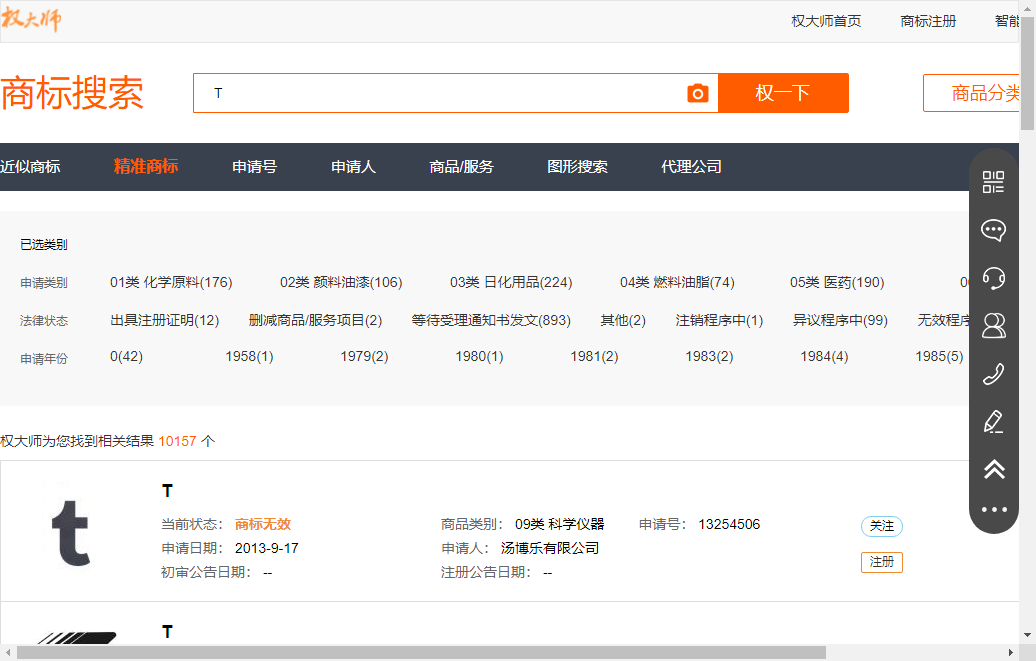 权大师
权大师首页 商标注册 智能
商标搜索
T
权一下
商品分类
近似商标 精准商标 申请号 申请人 商品/服务 图形搜索 代理公司
已选类别
申请类别 01类 化学原料(176) 02类 颜料油漆(106) 03类 日化用品(224) 04类 燃料油脂(74) 05类 医药(190)
法律状态 出具注册证明(12) 删减商品/服务项目(2) 等待受理通知书发文(893) 其他(2) 注销程序中(1) 异议程序中(99) 无效程序
申请年份 0(42) 1958(1) 1979(2) 1980(1) 1981(2) 1983(2) 1984(4) 1985(5)
权大师为您找到相关结果 10157 个
t
T
当前状态： 商标无效 商品类别： 09类 科学仪器 申请号： 13254506
关注
申请日期： 2013-9-17 申请人： 汤博乐有限公司
初审公告日期： -- 注册公告日期： --
注册
T